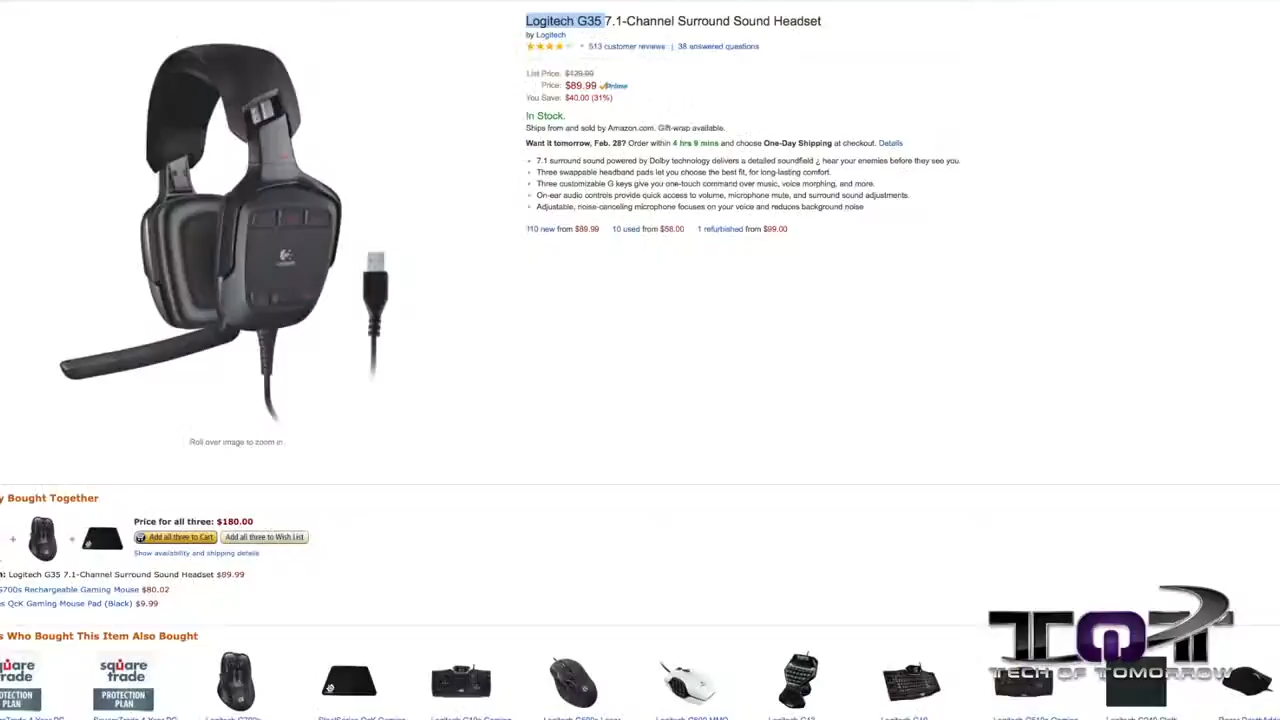 Logitech G35 7.1-Channel Surround Sound Headset
by Logitech
513 customer reviews | 38 answered questions
List Price: $129.99
Price: $89.99 Prime
You Save: $40.00 (31%)
In Stock.
Ships from and sold by Amazon.com. Gift-wrap available.
Want it tomorrow, Feb. 28? Order within 4 hrs 9 mins and choose One-Day Shipping at checkout. Details
7.1 surround sound powered by Dolby technology delivers a detailed soundfield ¿ hear your enemies before they see you.
Three swappable headband pads let you choose the best fit, for long-lasting comfort.
Three customizable G keys give you one-touch command over music, voice morphing, and more.
On-ear audio controls provide quick access to volume, microphone mute, and surround sound adjustments.
Adjustable, noise-canceling microphone focuses on your voice and reduces background noise
110 new from $89.99 10 used from $58.00 1 refurbished from $99.00
Logitech
Roll over image to zoom in
y Bought Together
Price for all three: $180.00
Add all three to Cart Add all three to Wish List
Show availability and shipping details
Logitech G35 7.1-Channel Surround Sound Headset $89.99
G700s Rechargeable Gaming Mouse $80.02
s QcK Gaming Mouse Pad (Black) $9.99
s Who Bought This Item Also Bought
square trade
PROTECTION PLAN
square trade
PROTECTION PLAN
TQT
TECH OF TOMORROW